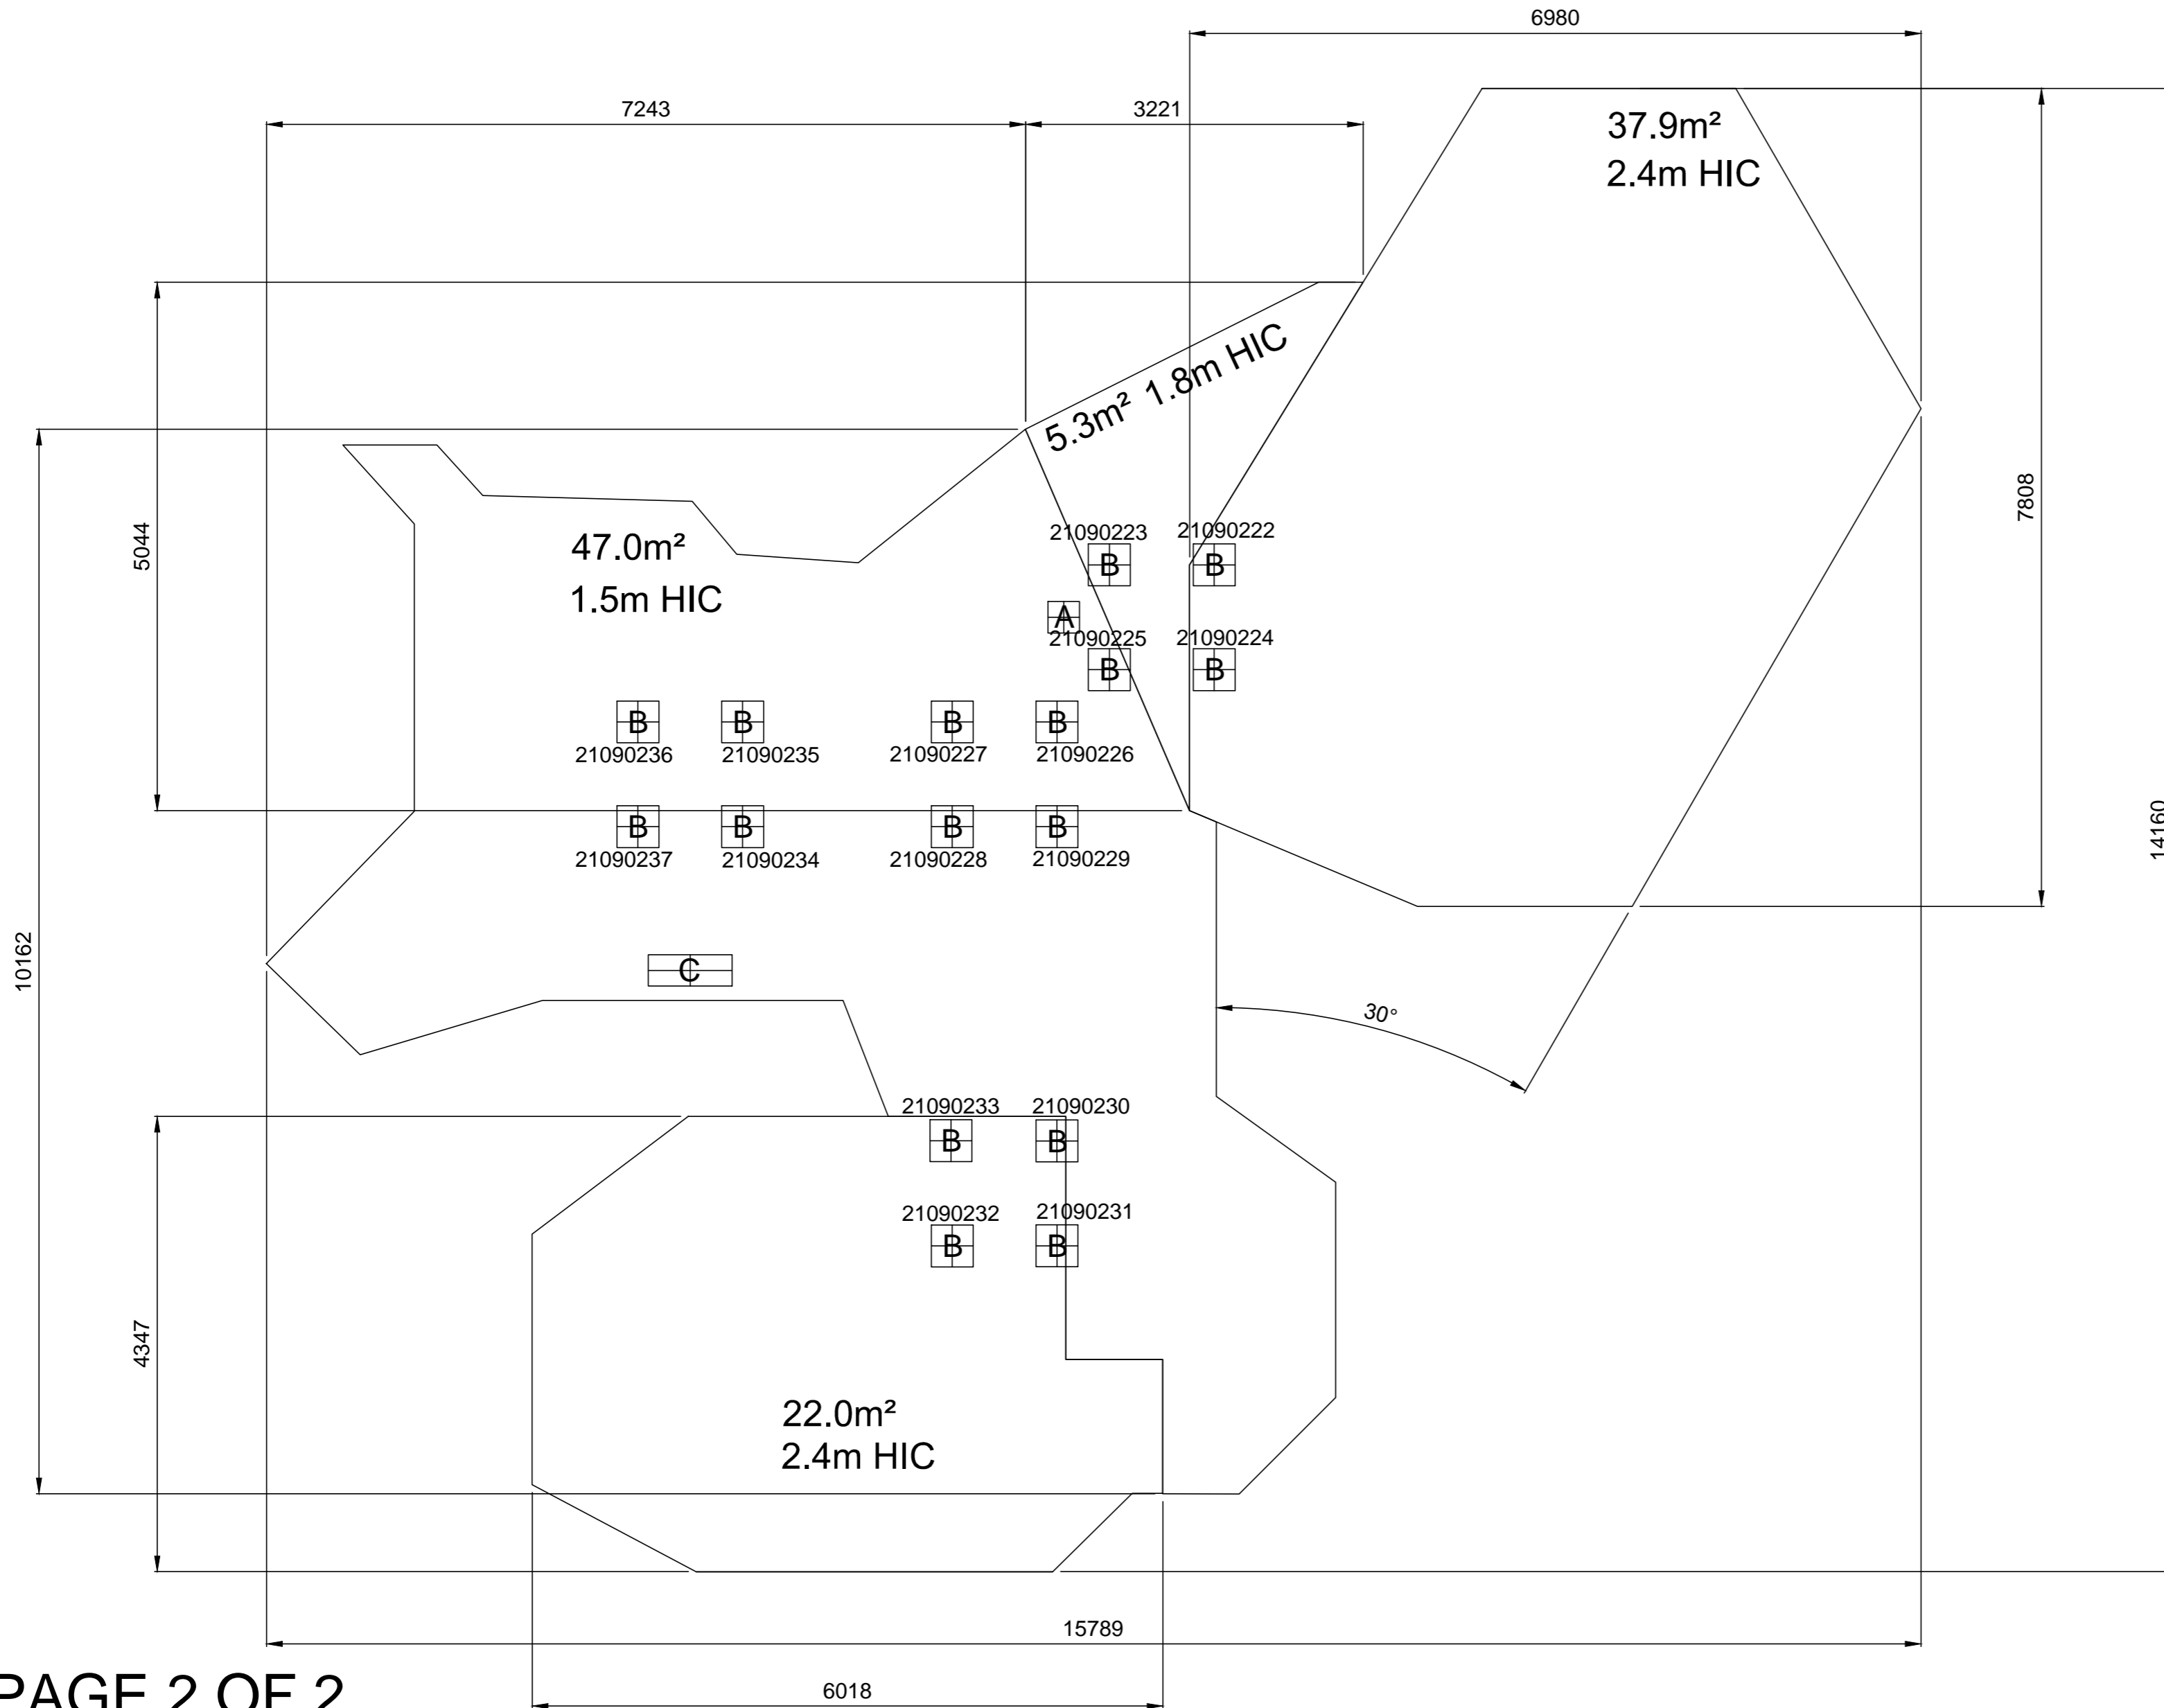 6980
7243
3221
37.9m²
2.4m HIC
5.3m² 1.8m HIC
7808
5044
47.0m²
1.5m HIC
21090223
21090222
B
B
A
21090225
21090224
B
B
B
B
B
B
21090236
21090235
21090227
21090226
14160
B
B
B
B
21090237
21090234
21090228
21090229
10162
C
30°
21090233
21090230
B
B
21090232
21090231
B
B
4347
22.0m²
2.4m HIC
15789
PAGE 2 OF 2
6018